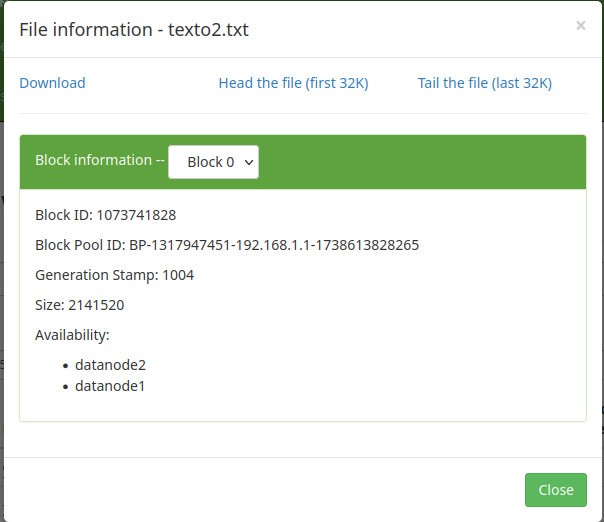 File information - texto2.txt
×
Download Head the file (first 32K) Tail the file (last 32K)
Block information -- Block 0
Block ID: 1073741828
Block Pool ID: BP-1317947451-192.168.1.1-1738613828265
Generation Stamp: 1004
Size: 2141520
Availability:
• datanode2
• datanode1
Close